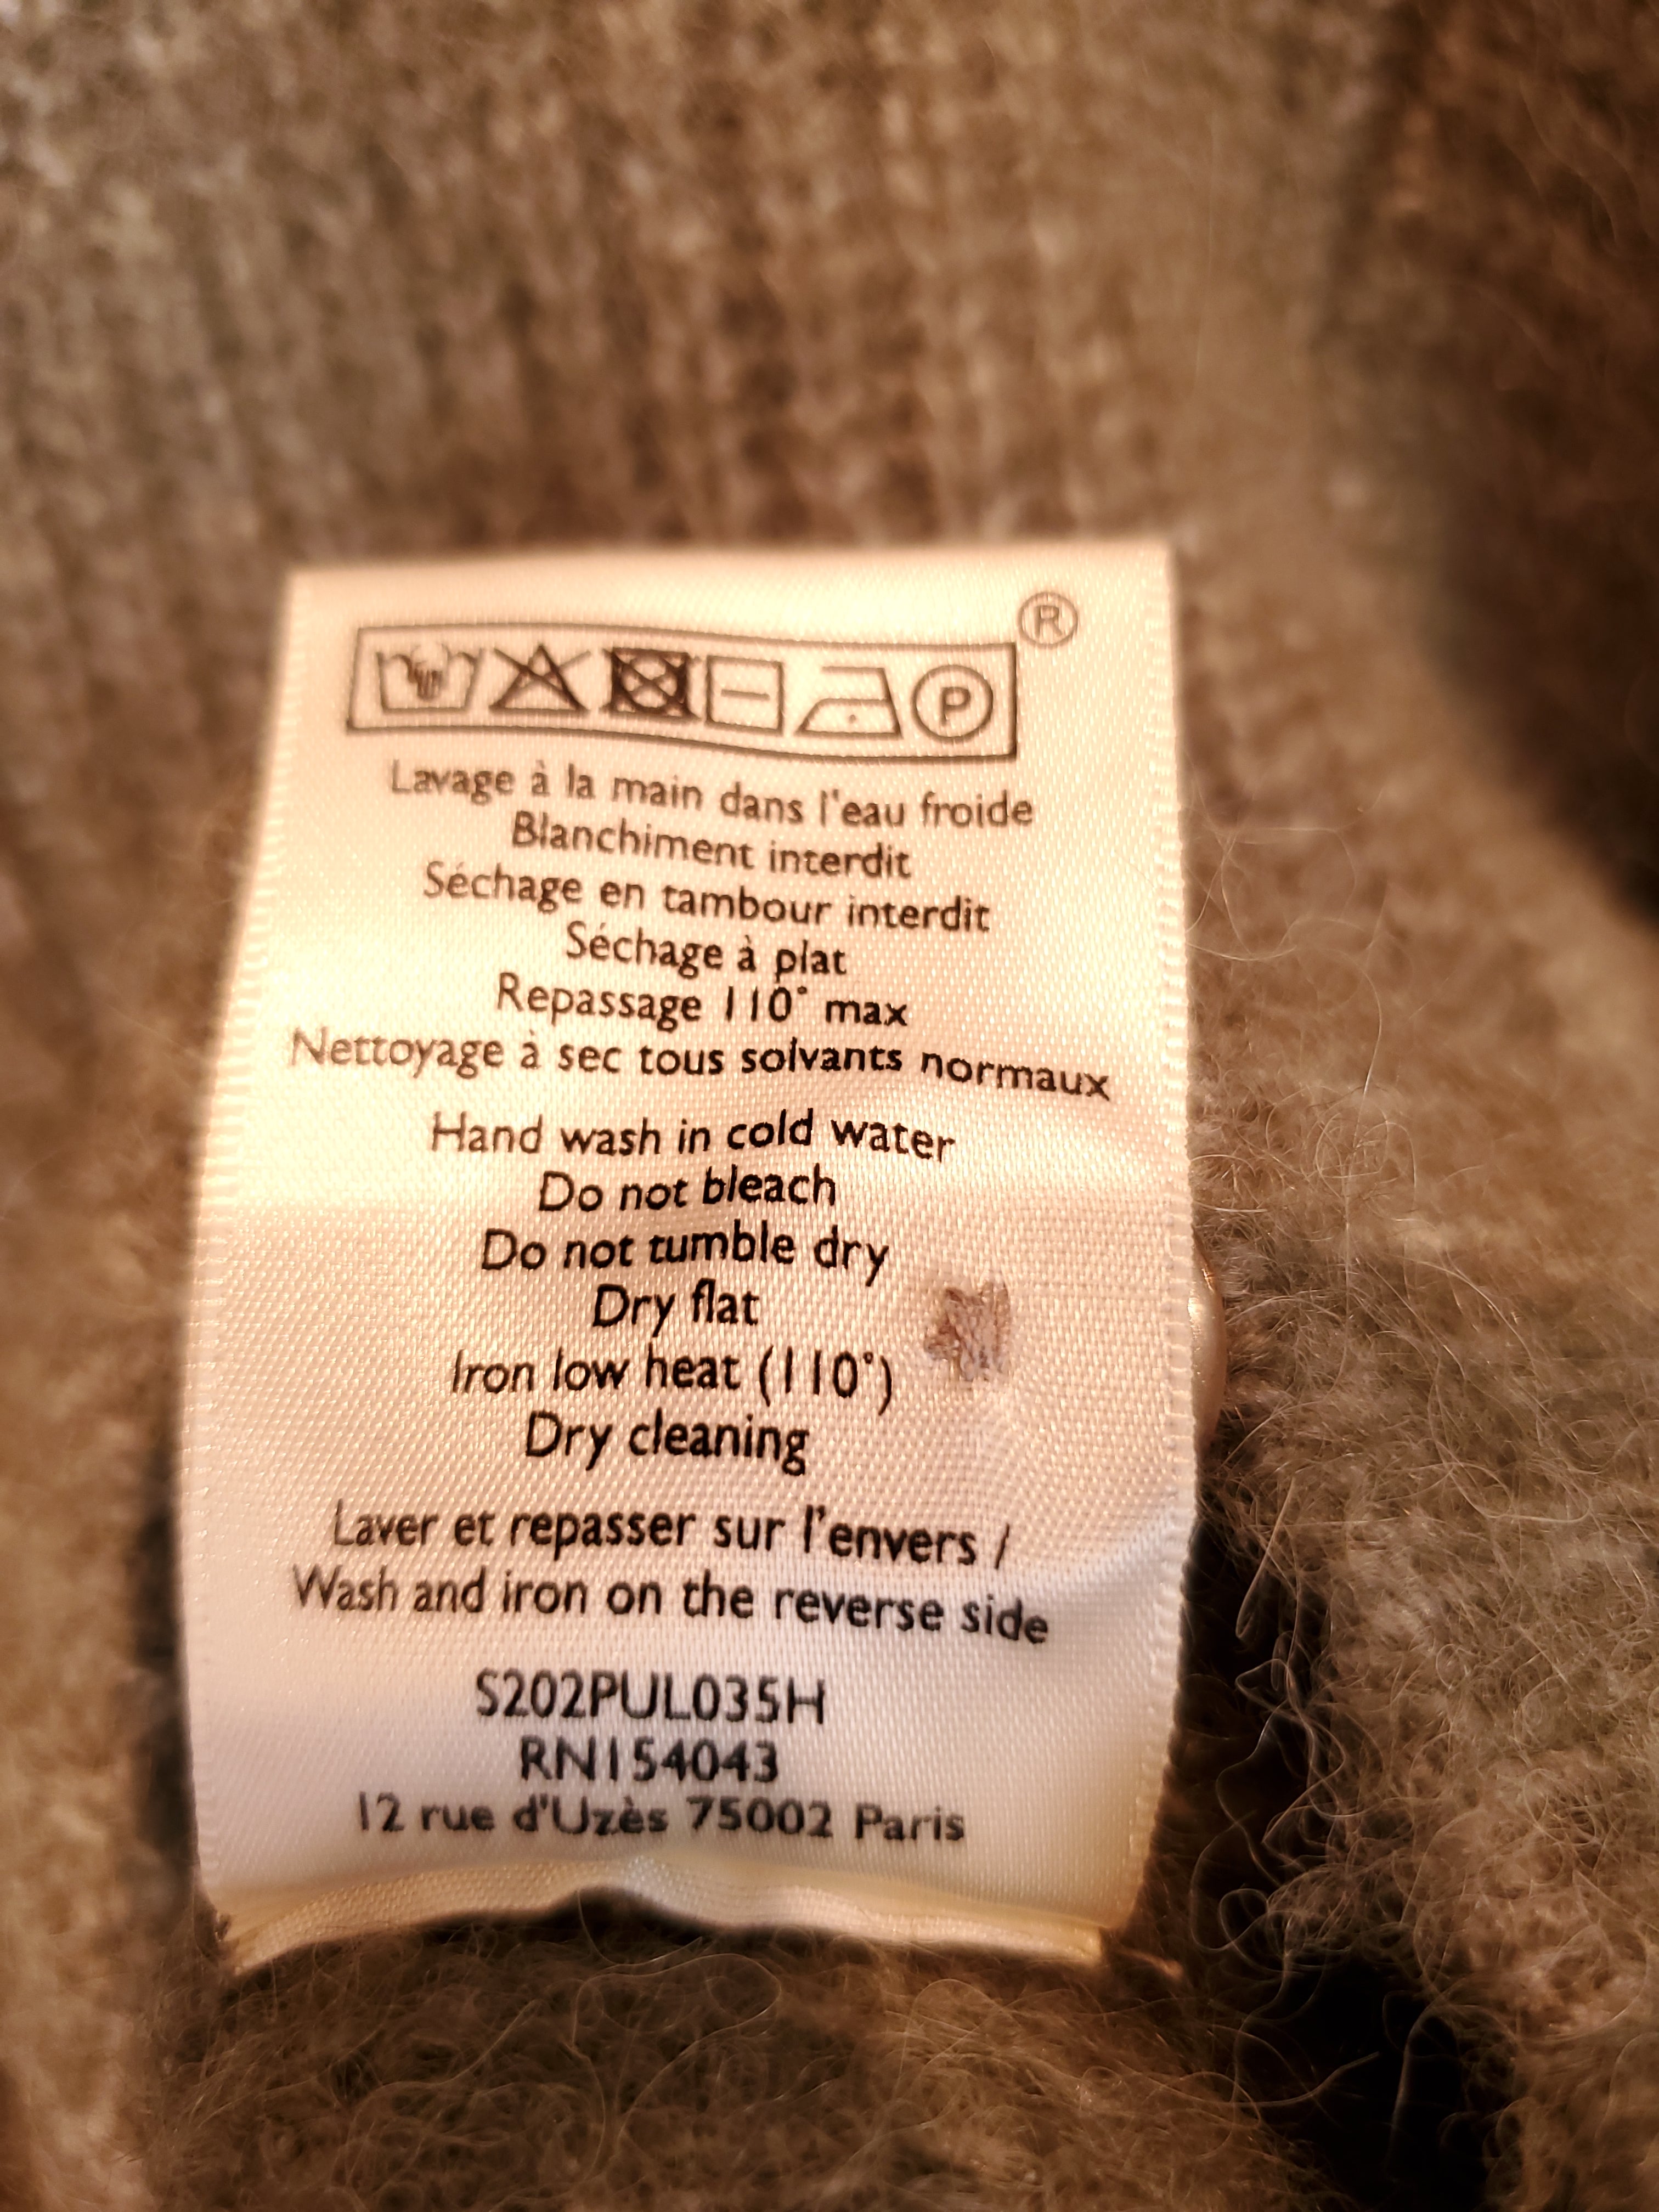 ®
P
Lavage à la main dans l'eau froide
Blanchiment interdit
Séchage en tambour interdit
Séchage à plat
Repassage 110° max
Nettoyage à sec tous solvants normaux
Hand wash in cold water
Do not bleach
Do not tumble dry
Dry flat
Iron low heat (110°)
Dry cleaning
Laver et repasser sur l'envers /
Wash and iron on the reverse side
S202PUL035H
RN154043
12 rue d'Uzès 75002 Paris